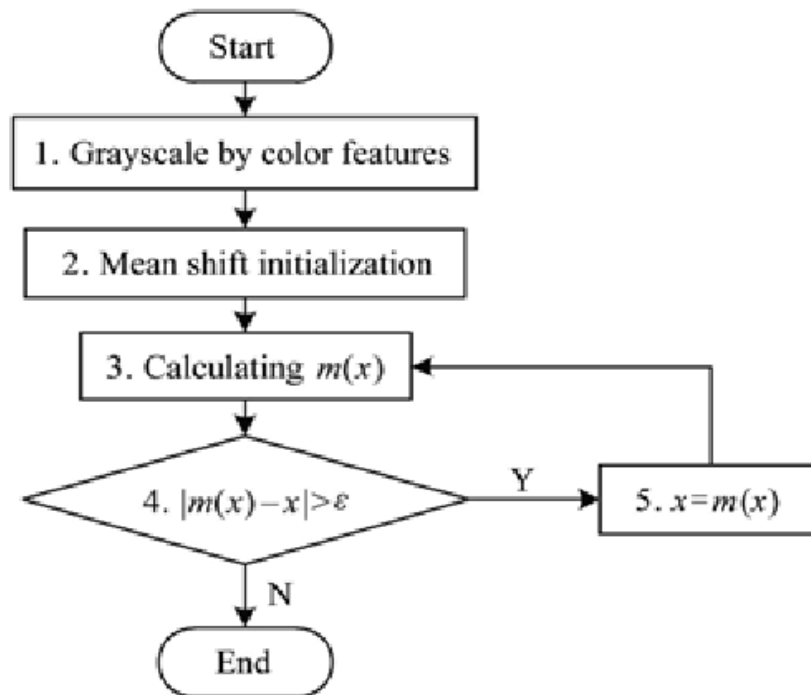 Start
1. Grayscale by color features
2. Mean shift initialization
3. Calculating m(x)
4. |m(x)−x|>ε
Y
5. x=m(x)
N
End